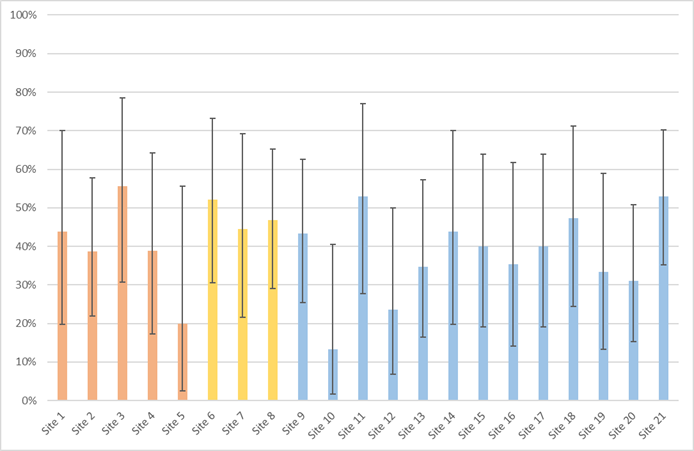 100%
90%
80%
70%
60%
50%
40%
30%
20%
10%
0%
Site 1
Site 2
Site 3
Site 4
Site 5
Site 6
Site 7
Site 8
Site 9
Site 10
Site 11
Site 12
Site 13
Site 14
Site 15
Site 16
Site 17
Site 18
Site 19
Site 20
Site 21